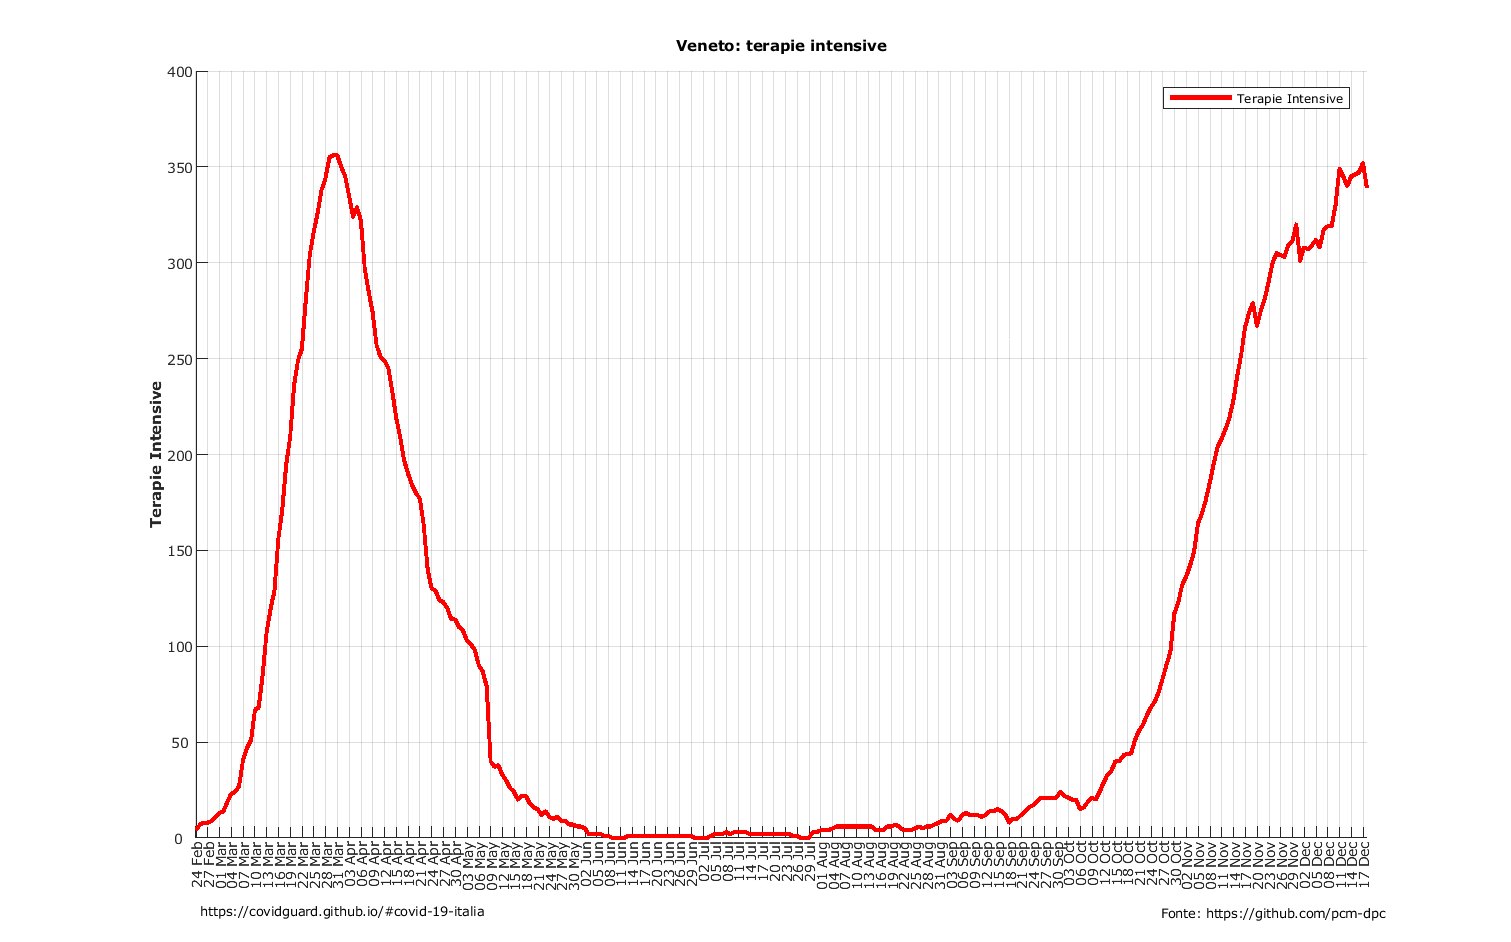 Veneto: terapie intensive
400
350
300
250
200
150
100
50
0
Terapie Intensive
Terapie Intensive
24 Feb
27 Feb
01 Mar
04 Mar
07 Mar
10 Mar
13 Mar
16 Mar
19 Mar
22 Mar
25 Mar
28 Mar
31 Mar
03 Apr
06 Apr
09 Apr
12 Apr
15 Apr
18 Apr
21 Apr
24 Apr
27 Apr
30 Apr
03 May
06 May
09 May
12 May
15 May
18 May
21 May
24 May
27 May
30 May
02 Jun
05 Jun
08 Jun
11 Jun
14 Jun
17 Jun
20 Jun
23 Jun
26 Jun
29 Jun
02 Jul
05 Jul
08 Jul
11 Jul
14 Jul
17 Jul
20 Jul
23 Jul
26 Jul
29 Jul
01 Aug
04 Aug
07 Aug
10 Aug
13 Aug
16 Aug
19 Aug
22 Aug
25 Aug
28 Aug
31 Aug
03 Sep
06 Sep
09 Sep
12 Sep
15 Sep
18 Sep
21 Sep
24 Sep
27 Sep
30 Sep
03 Oct
06 Oct
09 Oct
12 Oct
15 Oct
18 Oct
21 Oct
24 Oct
27 Oct
30 Oct
02 Nov
05 Nov
08 Nov
11 Nov
14 Nov
17 Nov
20 Nov
23 Nov
26 Nov
29 Nov
02 Dec
05 Dec
08 Dec
11 Dec
14 Dec
17 Dec
https://covidguard.github.io/#covid-19-italia
Fonte: https://github.com/pcm-dpc